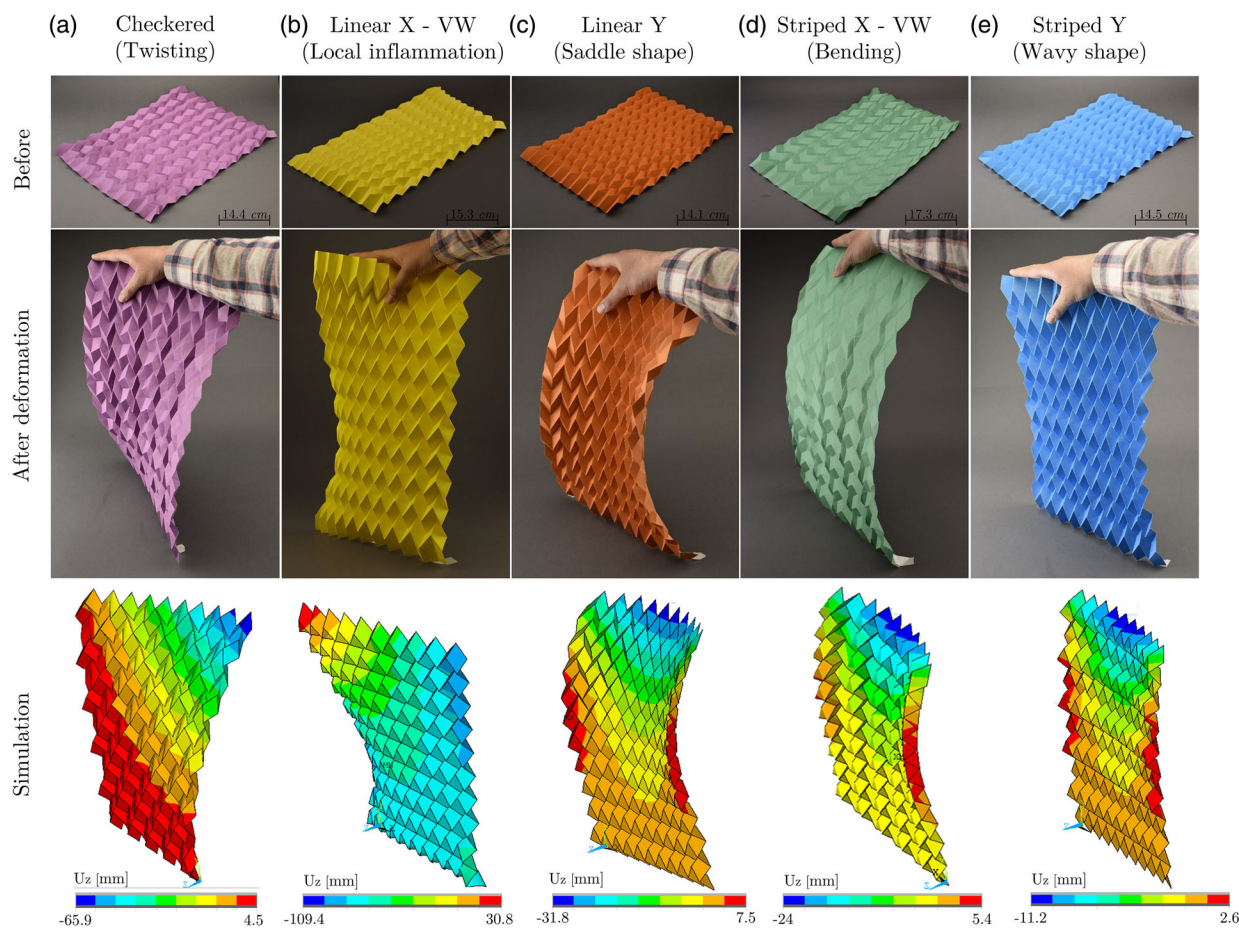 (a) Checkered
(Twisting)
(b) Linear X - VW
(Local inflammation)
(c) Linear Y
(Saddle shape)
(d) Striped X - VW
(Bending)
(e) Striped Y
(Wavy shape)
Before
14.4 cm
15.3 cm
14.1 cm
17.3 cm
14.5 cm
After deformation
Simulation
Uz [mm]
-65.9
4.5
Uz [mm]
-109.4
30.8
Uz [mm]
-31.8
7.5
Uz [mm]
-24
5.4
Uz [mm]
-11.2
2.6